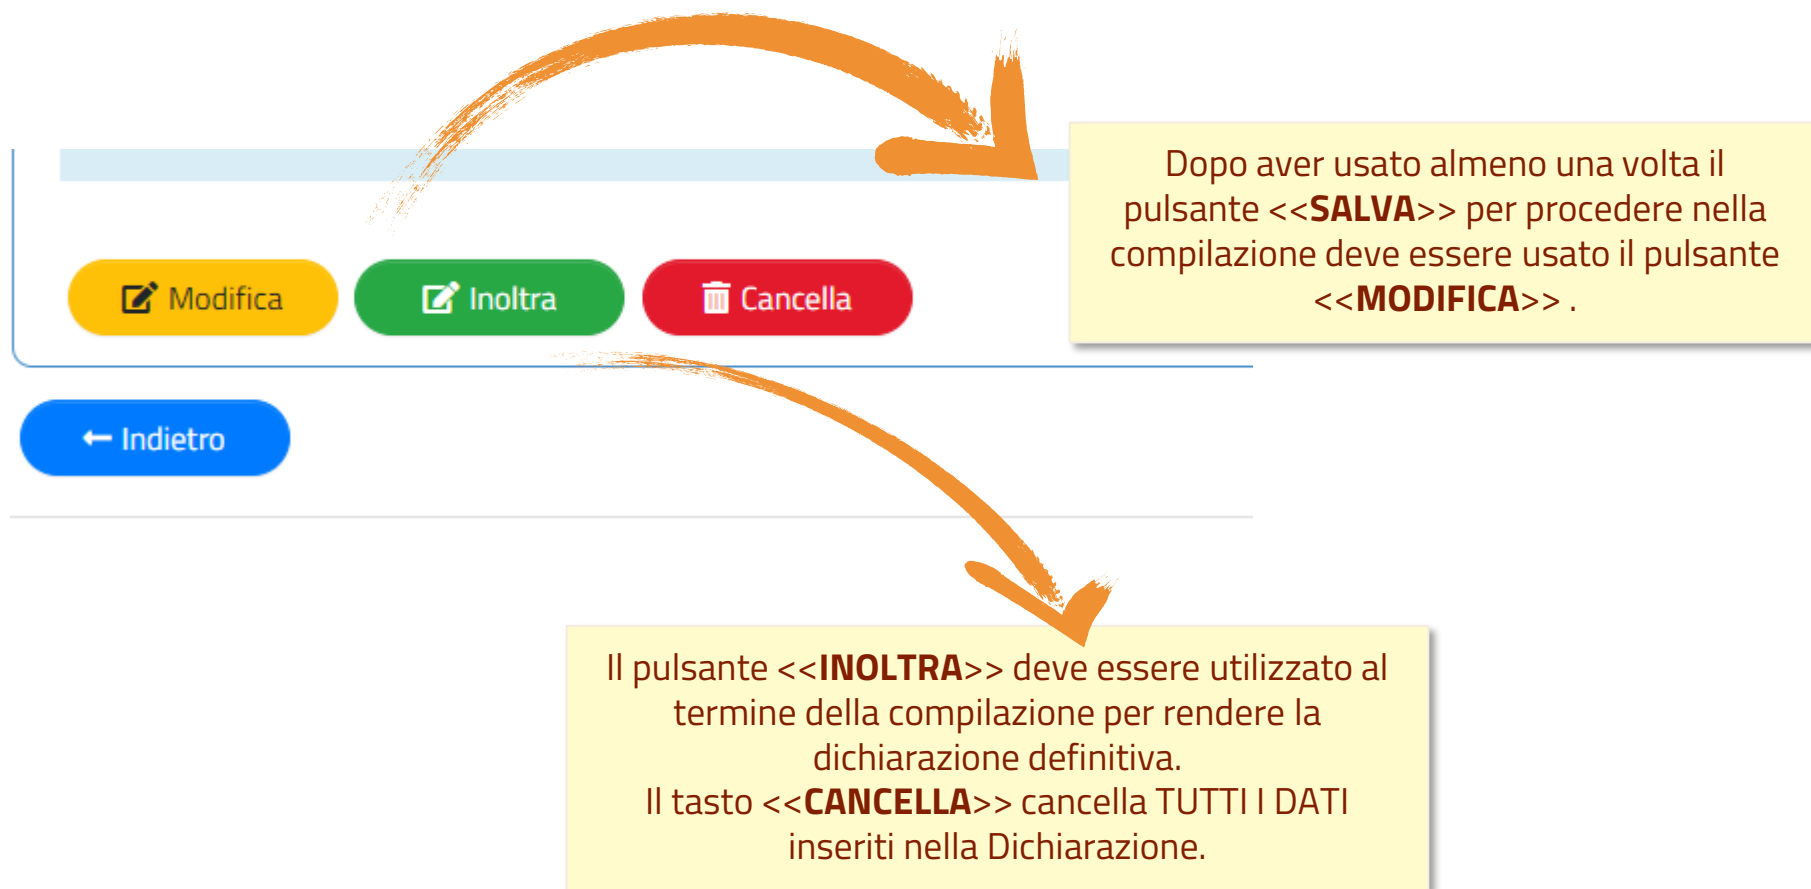 Dopo aver usato almeno una volta il
pulsante <<SALVA>> per procedere nella
compilazione deve essere usato il pulsante
<<MODIFICA>> .
Modifica
Inoltra
Cancella
Indietro
Il pulsante <<INOLTRA>> deve essere utilizzato al
termine della compilazione per rendere la
dichiarazione definitiva.
Il tasto <<CANCELLA>> cancella TUTTI I DATI
inseriti nella Dichiarazione.